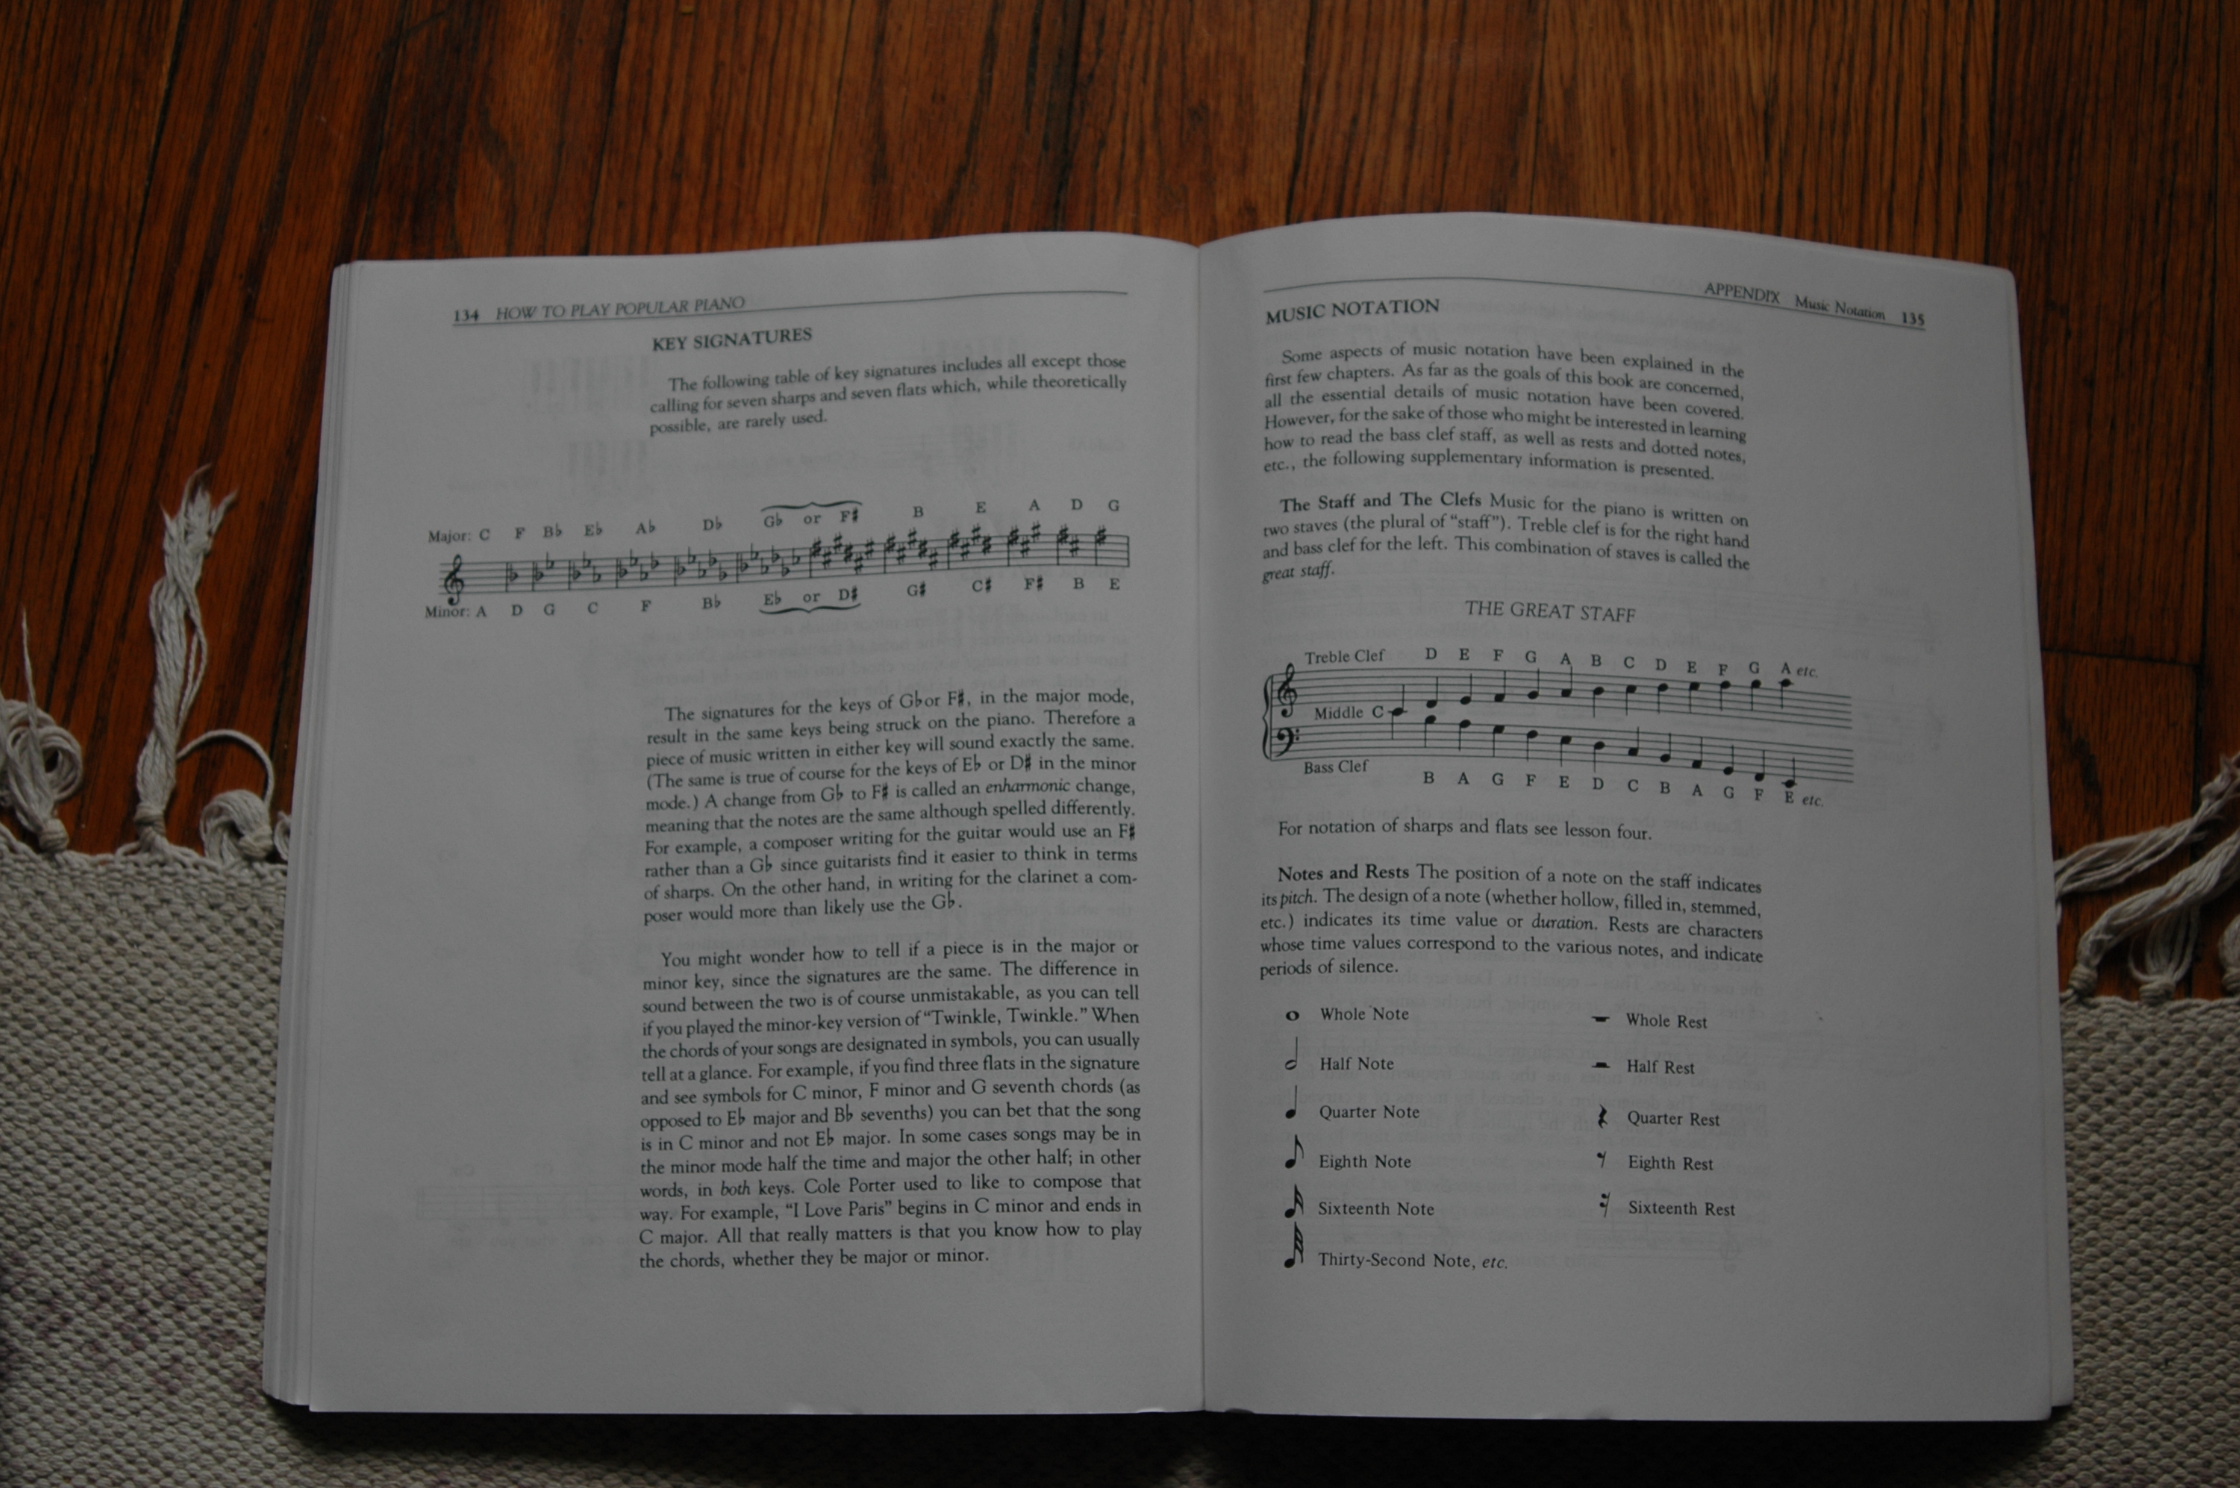 134 HOW TO PLAY POPULAR PIANO
KEY SIGNATURES
The following table of key signatures includes all except those
calling for seven sharps and seven flats which, while theoretically
possible, are rarely used.
Major: C F B♭ E♭ A♭ D♭ G♭ or F♯ B E A D G
Minor: A D G C F B♭ E♭ or D♯ G♯ C♯ F♯ B E
The signatures for the keys of G♭ or F♯, in the major mode,
result in the same keys being struck on the piano. Therefore a
piece of music written in either key will sound exactly the same.
(The same is true of course for the keys of E♭ or D♯ in the minor
mode.) A change from G♭ to F♯ is called an enharmonic change,
meaning that the notes are the same although spelled differently.
For example, a composer writing for the guitar would use an F♯
rather than a G♭ since guitarists find it easier to think in terms
of sharps. On the other hand, in writing for the clarinet a com-
poser would more than likely use the G♭.
You might wonder how to tell if a piece is in the major or
minor key, since the signatures are the same. The difference in
sound between the two is of course unmistakable, as you can tell
if you played the minor-key version of “Twinkle, Twinkle.” When
the chords of your songs are designated in symbols, you can usually
tell at a glance. For example, if you find three flats in the signature
and see symbols for C minor, F minor and G seventh chords (as
opposed to E♭ major and B♭ sevenths) you can bet that the song
is in C minor and not E♭ major. In some cases songs may be in
the minor mode half the time and major the other half; in other
words, in both keys. Cole Porter used to like to compose that
way. For example, “I Love Paris” begins in C minor and ends in
C major. All that really matters is that you know how to play
the chords, whether they be major or minor.
APPENDIX Music Notation 135
MUSIC NOTATION
Some aspects of music notation have been explained in the
first few chapters. As far as the goals of this book are concerned,
all the essential details of music notation have been covered.
However, for the sake of those who might be interested in learning
how to read the bass clef staff, as well as rests and dotted notes,
etc., the following supplementary information is presented.
The Staff and The Clefs Music for the piano is written on
two staves (the plural of “staff”). Treble clef is for the right hand
and bass clef for the left. This combination of staves is called the
great staff.
THE GREAT STAFF
Treble Clef D E F G A B C D E F G A etc.
Middle C
Bass Clef B A G F E D C B A G F E etc.
For notation of sharps and flats see lesson four.
Notes and Rests The position of a note on the staff indicates
its pitch. The design of a note (whether hollow, filled in, stemmed,
etc.) indicates its time value or duration. Rests are characters
whose time values correspond to the various notes, and indicate
periods of silence.
Whole Note Whole Rest
Half Note Half Rest
Quarter Note Quarter Rest
Eighth Note Eighth Rest
Sixteenth Note Sixteenth Rest
Thirty-Second Note, etc.